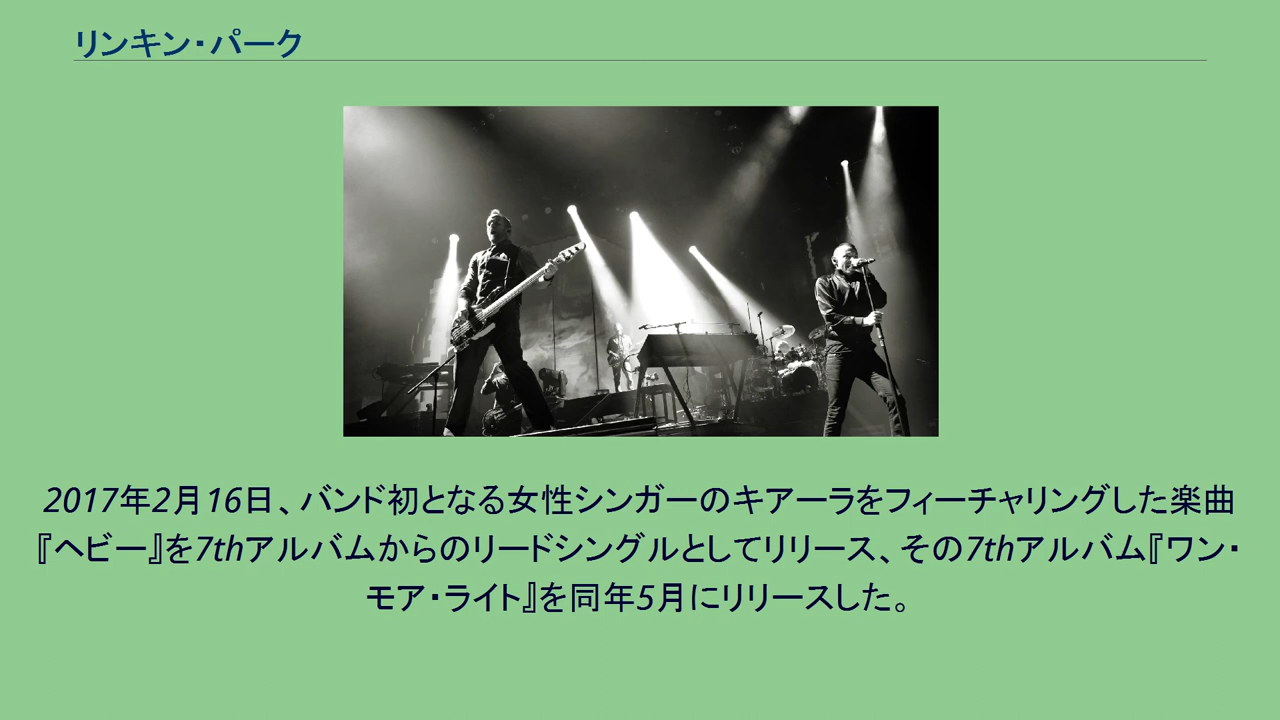 リンキン・パーク
2017年2月16日、バンド初となる女性シンガーのキアーラをフィーチャリングした楽曲
『ヘビー』を7thアルバムからのリードシングルとしてリリース、その7thアルバム『ワン・
モア・ライト』を同年5月にリリースした。